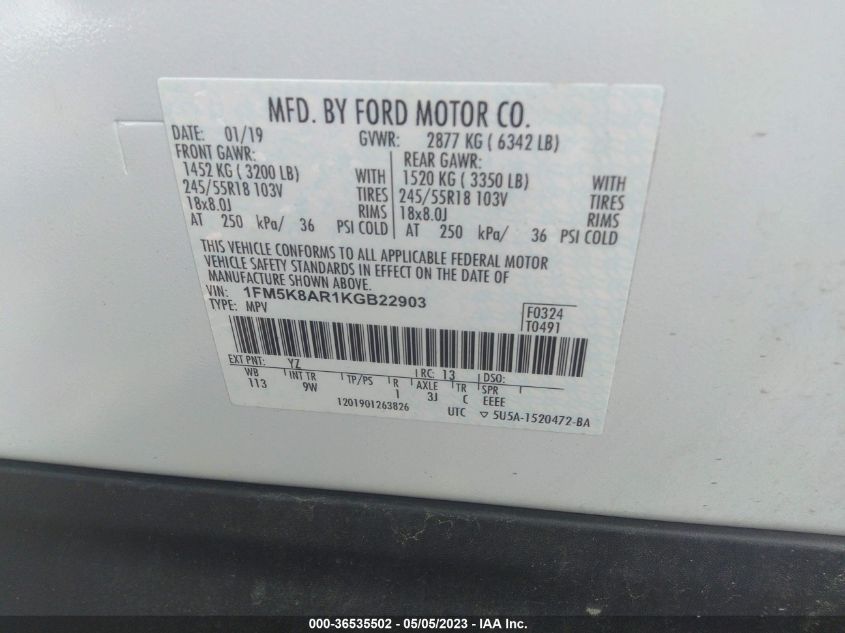 MFD. BY FORD MOTOR CO.
DATE: 01/19 GVWR: 2877 KG ( 6342 LB)
FRONT GAWR: REAR GAWR:
1452 KG ( 3200 LB) WITH 1520 KG ( 3350 LB) WITH
245/55R18 103V TIRES 245/55R18 103V TIRES
18x8.0J RIMS 18x8.0J RIMS
AT 250 kPa/ 36 PSI COLD AT 250 kPa/ 36 PSI COLD
THIS VEHICLE CONFORMS TO ALL APPLICABLE FEDERAL MOTOR
VEHICLE SAFETY STANDARDS IN EFFECT ON THE DATE OF
MANUFACTURE SHOWN ABOVE.
VIN: 1FM5K8AR1KGB22903
TYPE: MPV
F0324
T0491
EXT PNT: YZ RC: 13 DSO:
WB INT TR TP/PS R AXLE TR SPR
113 9W 1 3J C EEEE
1201901263826 UTC ▽ 5U5A-1520472-BA
000-36535502 - 05/05/2023 - IAA Inc.